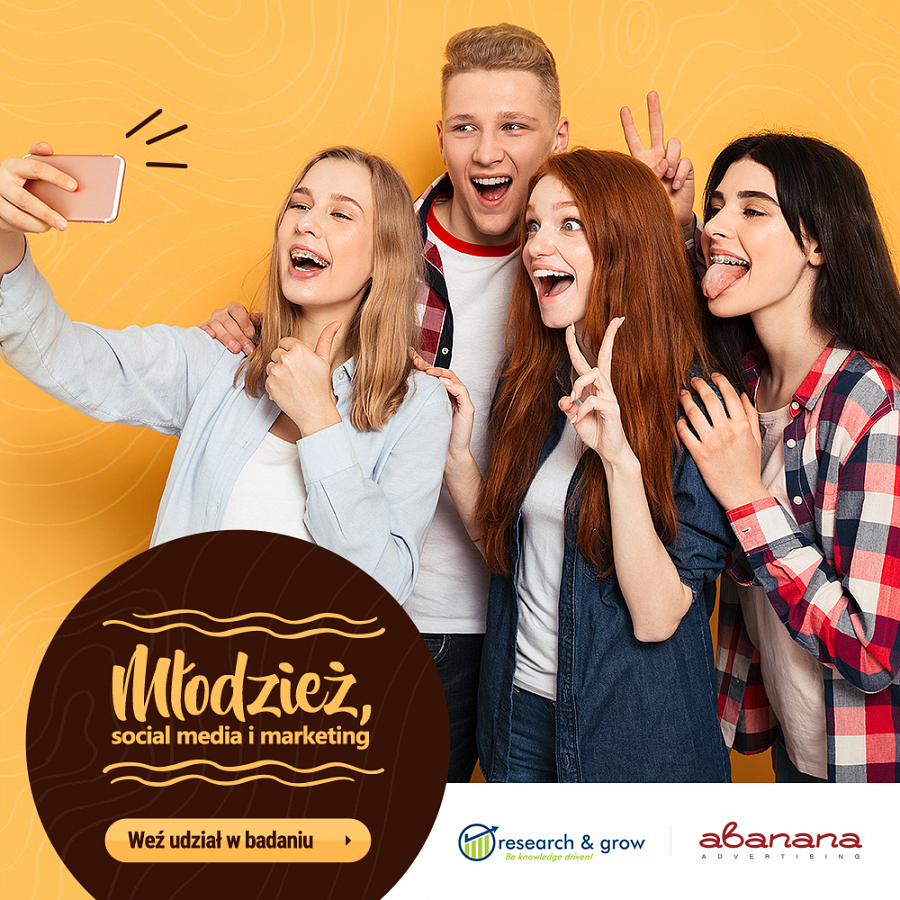 Młodzież,
social media i marketing
Weź udział w badaniu
research & grow
Be knowledge driven!
abanana
ADVERTISING